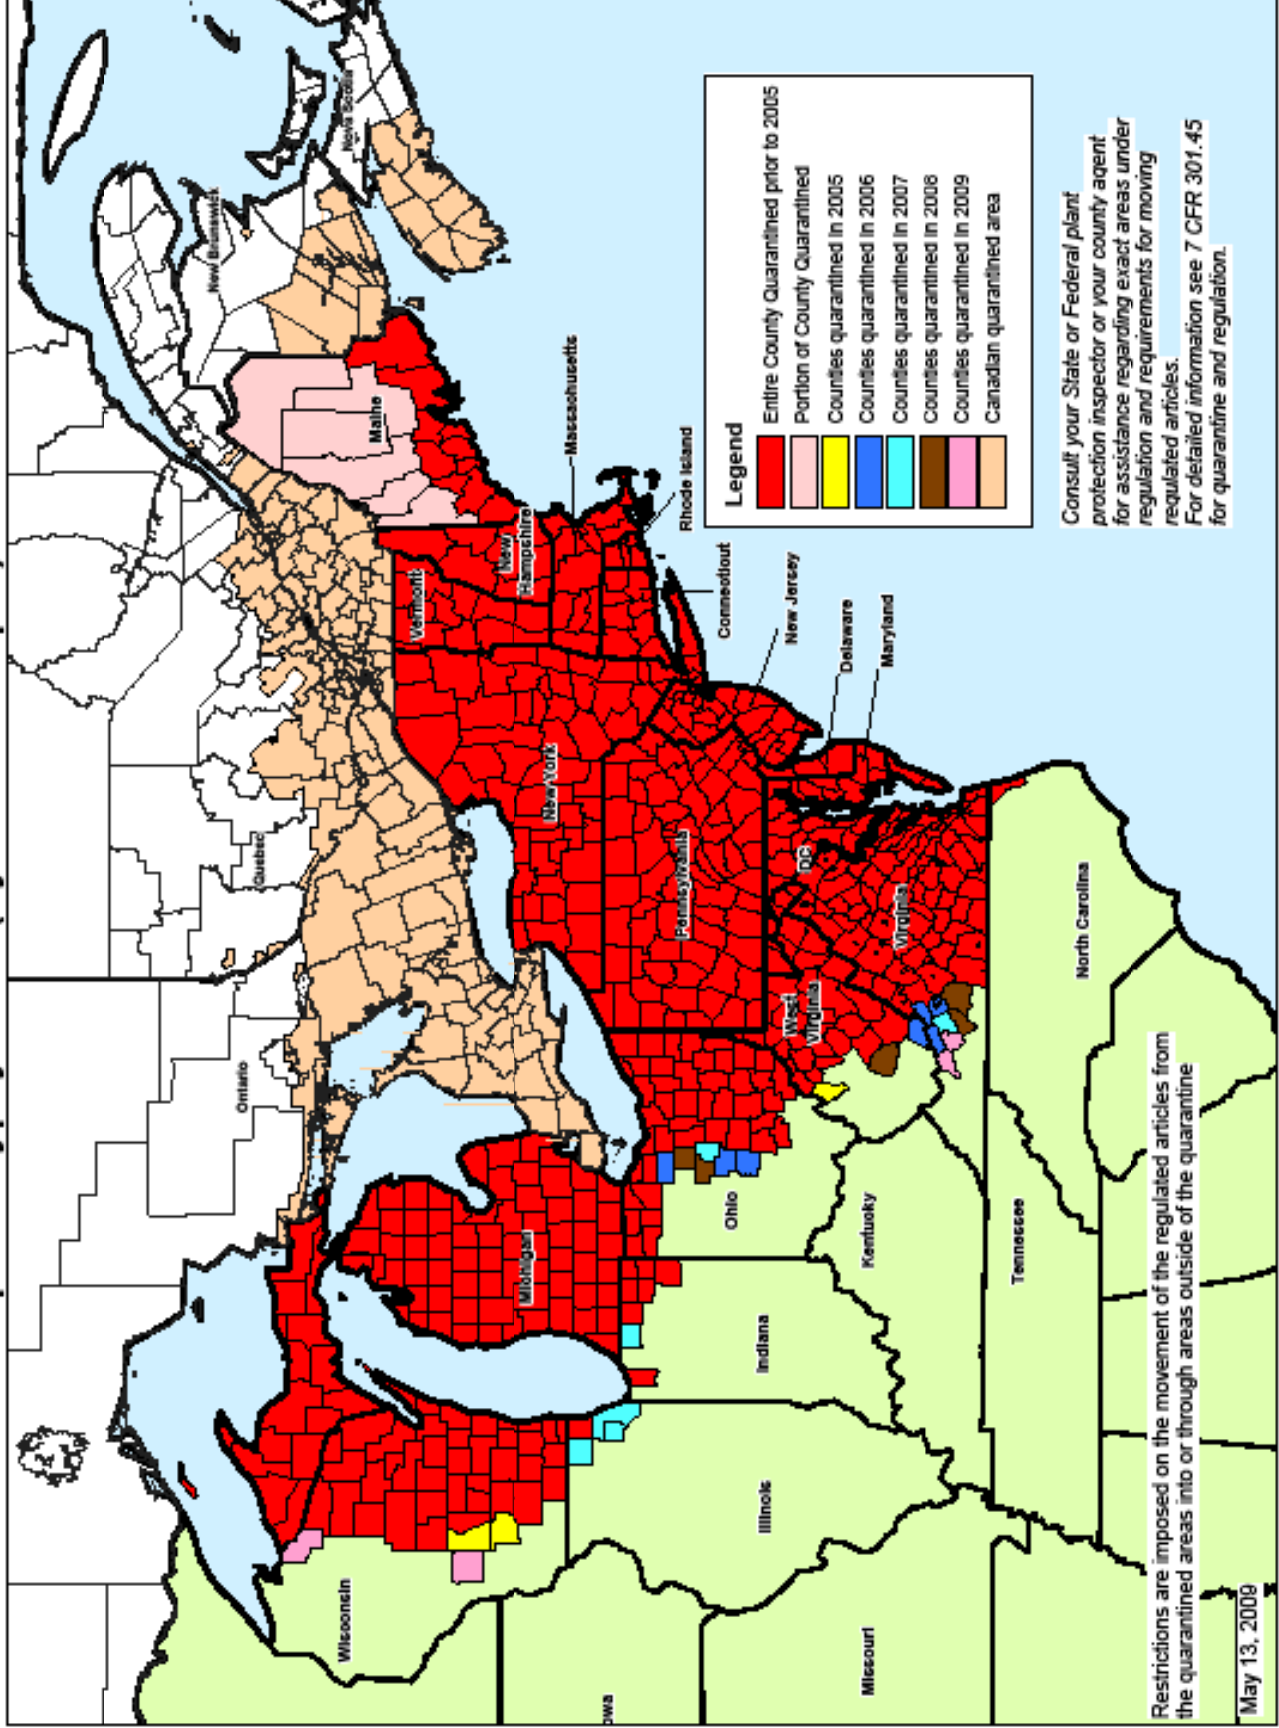 New Brunswick
Nova Scotia
Quebec
Ontario
Maine
Vermont
New
Hampshire
Massachusetts
Rhode Island
Connecticut
New Jersey
Delaware
Maryland
New York
Pennsylvania
DC
West
Virginia
Virginia
North Carolina
Michigan
Ohio
Kentucky
Tennessee
Indiana
Illinois
Wisconsin
owa
Missouri
Legend
Entire County Quarantined prior to 2005
Portion of County Quarantined
Counties quarantined in 2005
Counties quarantined in 2006
Counties quarantined in 2007
Counties quarantined in 2008
Counties quarantined in 2009
Canadian quarantined area
Consult your State or Federal plant
protection inspector or your county agent
for assistance regarding exact areas under
regulation and requirements for moving
regulated articles.
For detailed information see 7 CFR 301.45
for quarantine and regulation.
Restrictions are imposed on the movement of the regulated articles from
the quarantined areas into or through areas outside of the quarantine
May 13, 2009